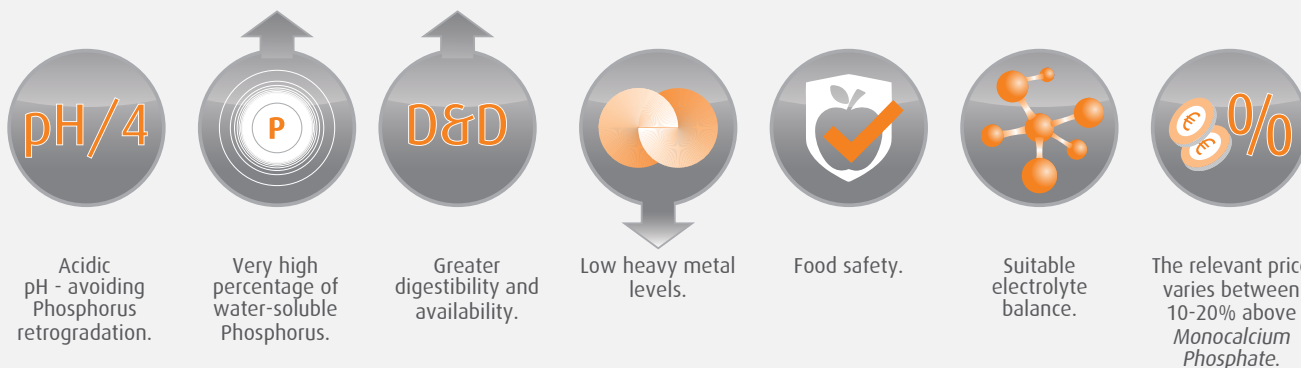 pH/4
P
D&D
%
Acidic
pH - avoiding
Phosphorus
retrogradation.
Very high
percentage of
water-soluble
Phosphorus.
Greater
digestibility and
availability.
Low heavy metal
levels.
Food safety.
Suitable
electrolyte
balance.
The relevant price
varies between
10-20% above
Monocalcium
Phosphate.